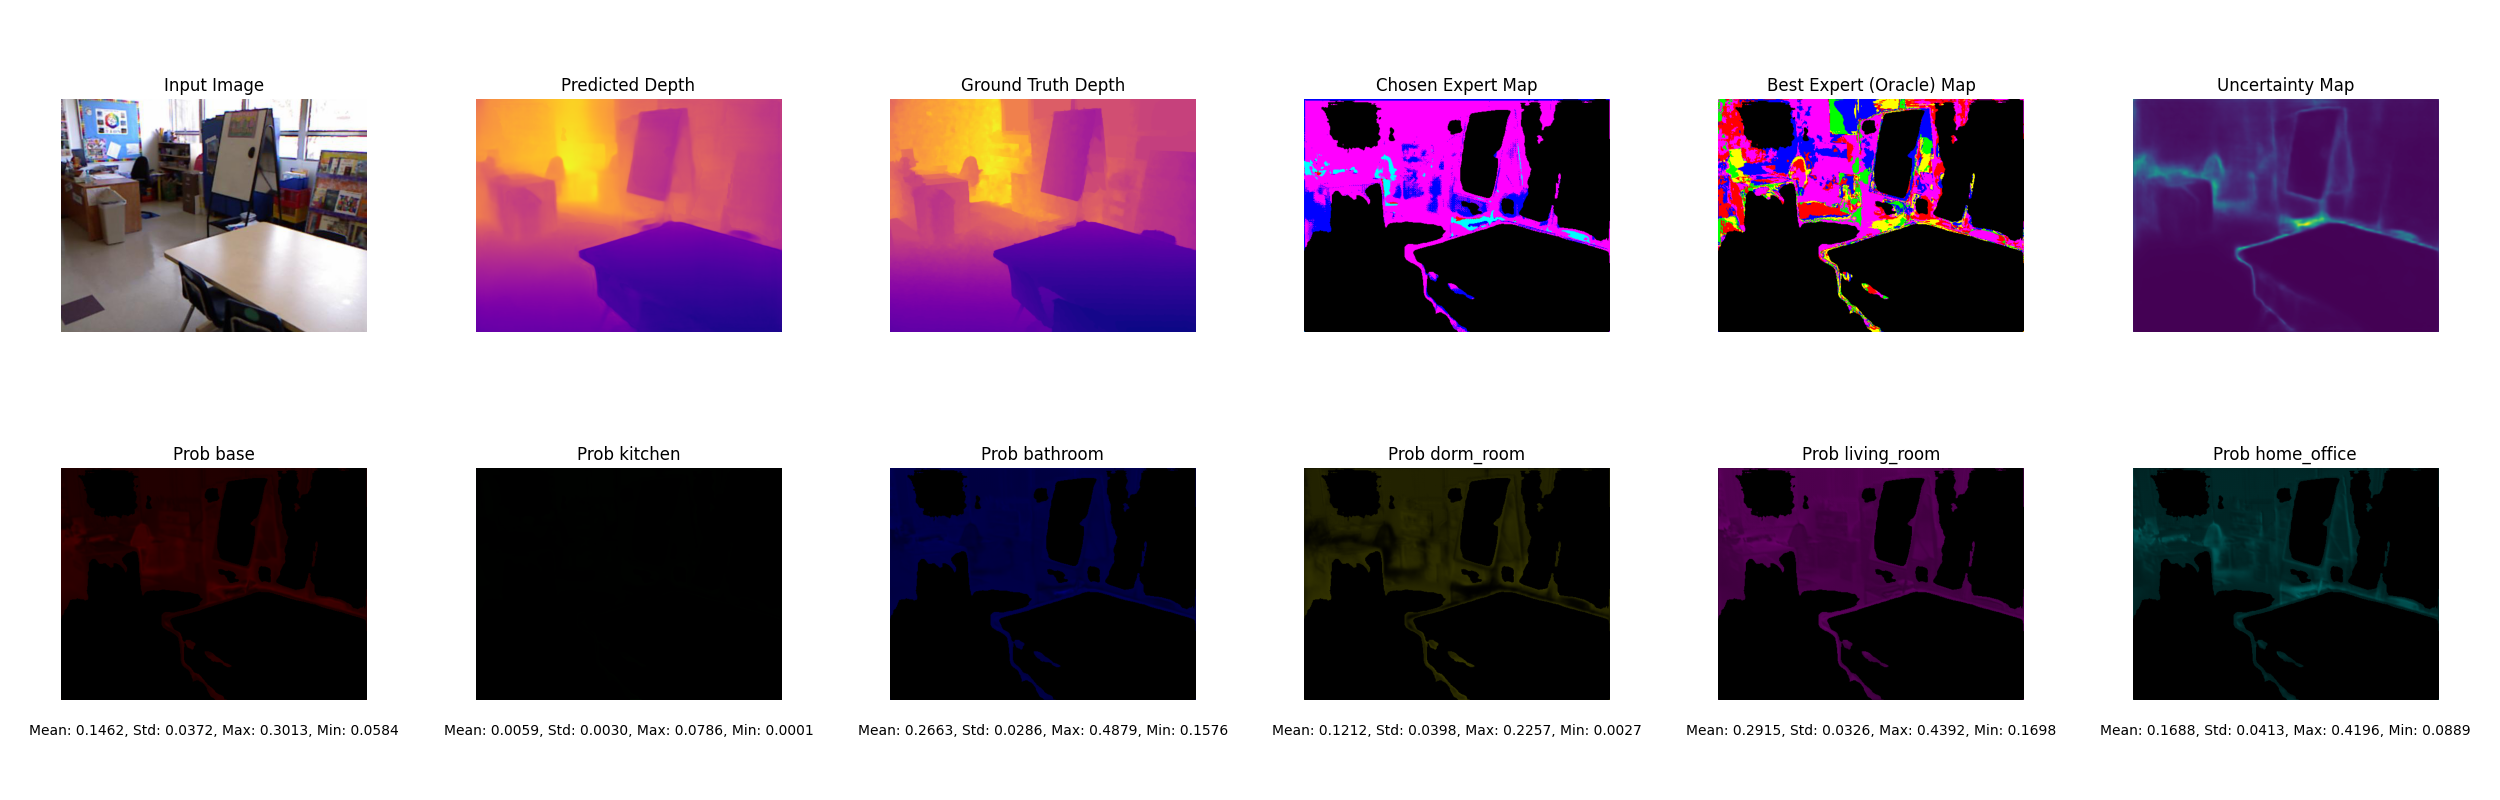 Input Image
Predicted Depth
Ground Truth Depth
Chosen Expert Map
Best Expert (Oracle) Map
Uncertainty Map
Prob base
Prob kitchen
Prob bathroom
Prob dorm_room
Prob living_room
Prob home_office
Mean: 0.1462, Std: 0.0372, Max: 0.3013, Min: 0.0584
Mean: 0.0059, Std: 0.0030, Max: 0.0786, Min: 0.0001
Mean: 0.2663, Std: 0.0286, Max: 0.4879, Min: 0.1576
Mean: 0.1212, Std: 0.0398, Max: 0.2257, Min: 0.0027
Mean: 0.2915, Std: 0.0326, Max: 0.4392, Min: 0.1698
Mean: 0.1688, Std: 0.0413, Max: 0.4196, Min: 0.0889